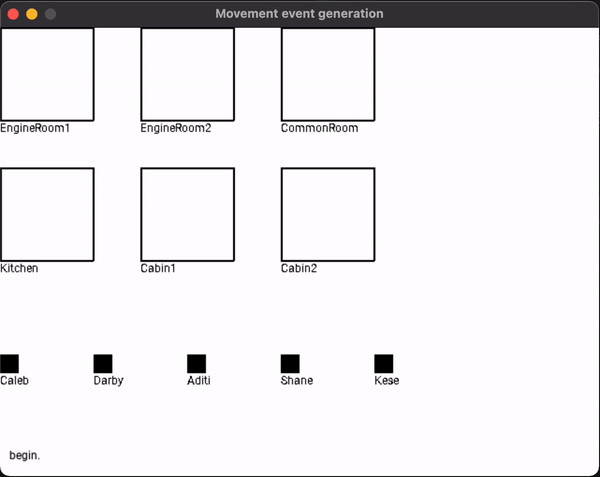 Movement event generation
EngineRoom1 EngineRoom2 CommonRoom
Kitchen Cabin1 Cabin2
Caleb Darby Aditi Shane Kese
begin.